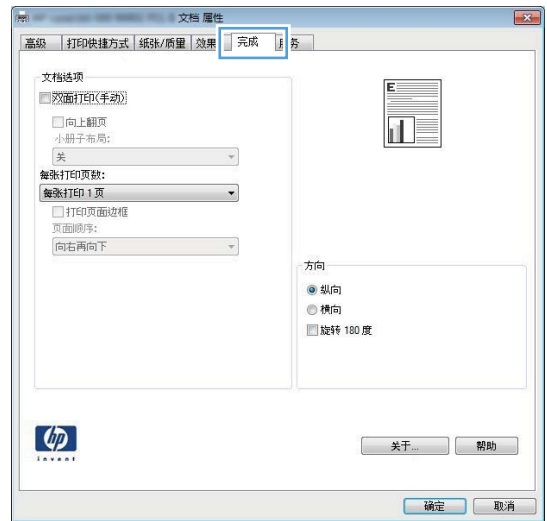 文档 属性
高级 打印快捷方式 纸张/质量 效果 完成 服务
文档选项
双面打印(手动)
向上翻页
小册子布局:
关
每张打印页数:
每张打印 1 页
打印页面边框
页面顺序:
向右再向下
E
方向
纵向
横向
旋转 180 度
hp
invent
关于...
帮助
确定
取消